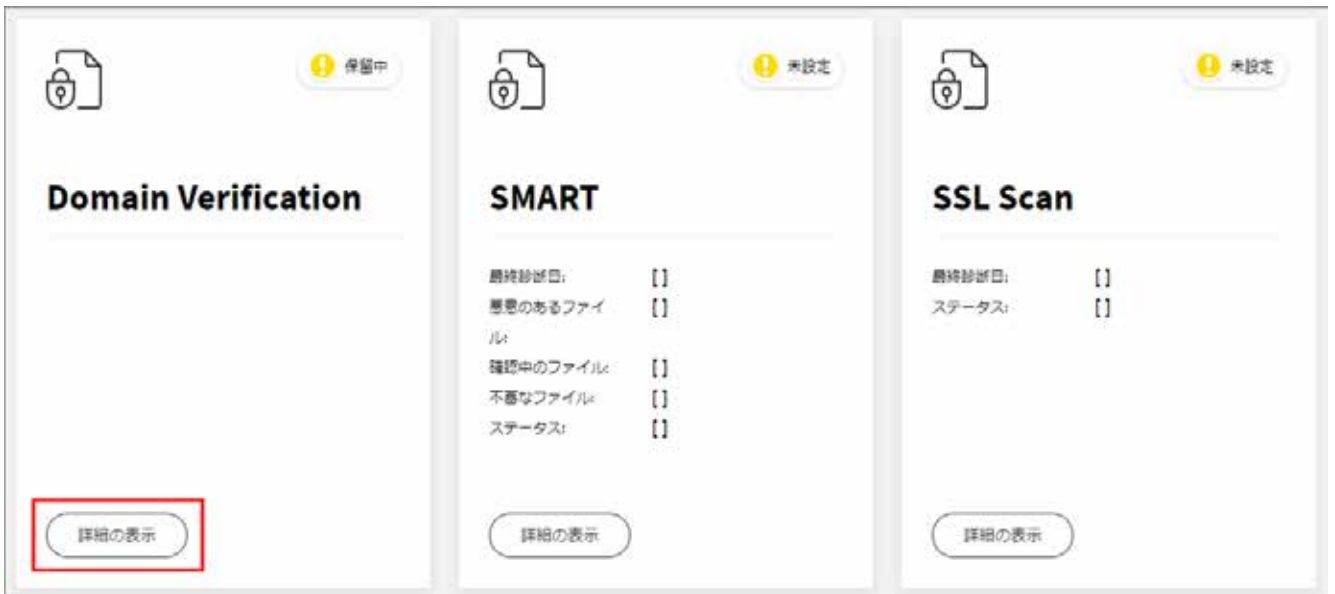 保留中
Domain Verification
詳細の表示
未設定
SMART
最終診断日: [ ]
悪意のあるファイ [ ]
ル:
確認中のファイル: [ ]
不審なファイル: [ ]
ステータス: [ ]
詳細の表示
未設定
SSL Scan
最終診断日: [ ]
ステータス: [ ]
詳細の表示